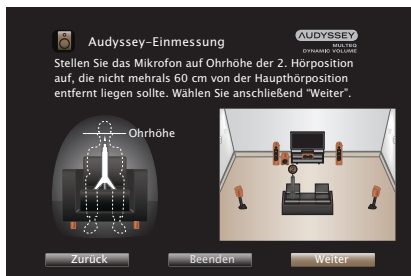 Audyssey-Einmessung
AUDYSSEY
MULTEQ
DYNAMIC VOLUME
Stellen Sie das Mikrofon auf Ohrhöhe der 2. Hörposition
auf, die nicht mehrals 60 cm von der Haupthörposition
entfernt liegen sollte. Wählen Sie anschließend “Weiter”.
Ohrhöhe
Zurück Beenden Weiter